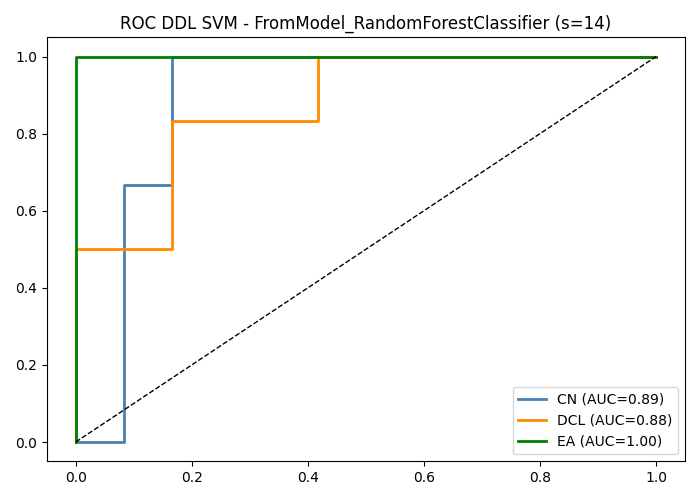 ROC DDL SVM - FromModel_RandomForestClassifier (s=14)
1.0
0.8
0.6
0.4
0.2
0.0
CN (AUC=0.89)
DCL (AUC=0.88)
EA (AUC=1.00)
0.0 0.2 0.4 0.6 0.8 1.0